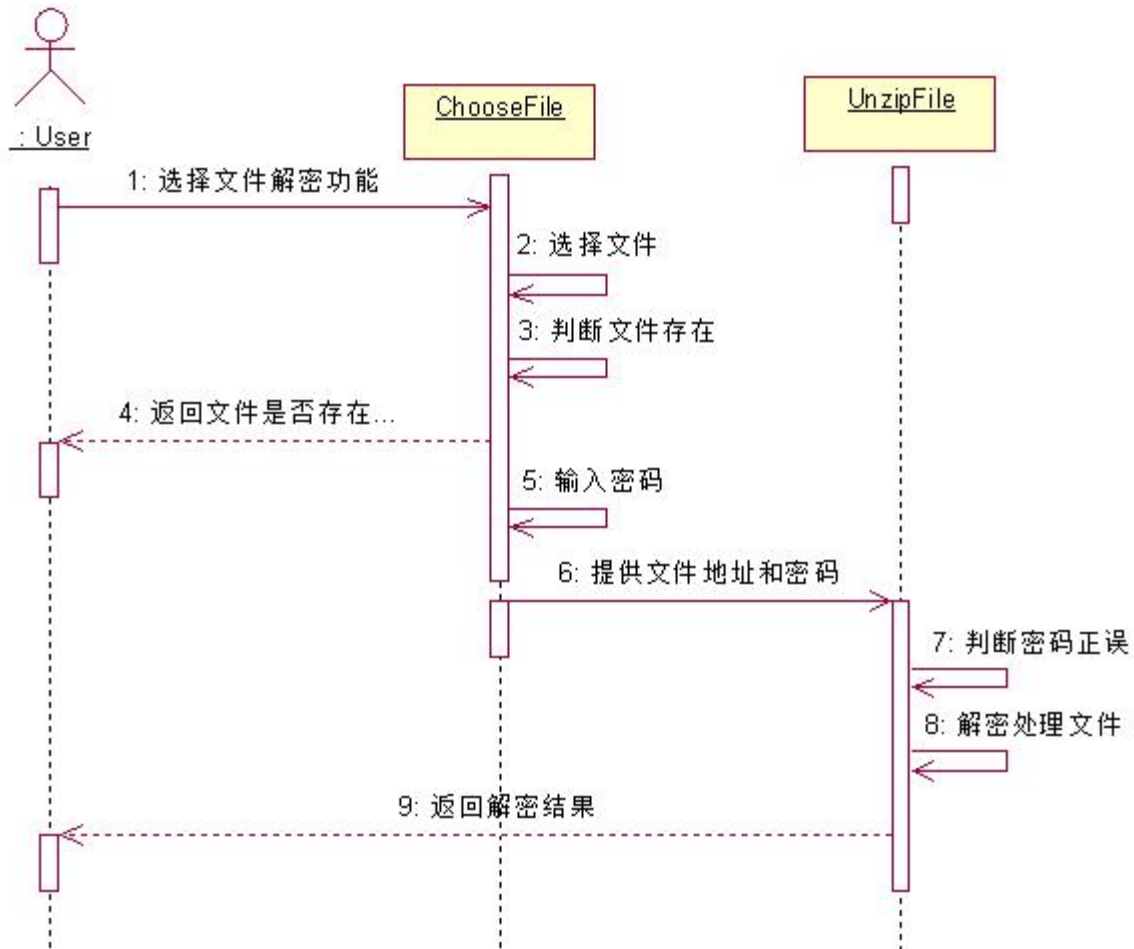 : User
ChooseFile
UnzipFile
1: 选择文件解密功能
2: 选择文件
3: 判断文件存在
4: 返回文件是否存在...
5: 输入密码
6: 提供文件地址和密码
7: 判断密码正误
8: 解密处理文件
9: 返回解密结果